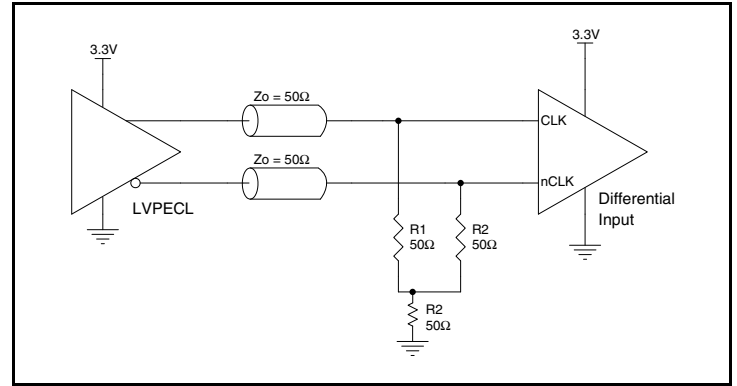 3.3V
3.3V
Zo = 50Ω
CLK
Zo = 50Ω
nCLK
LVPECL
Differential
Input
R1
50Ω
R2
50Ω
R2
50Ω